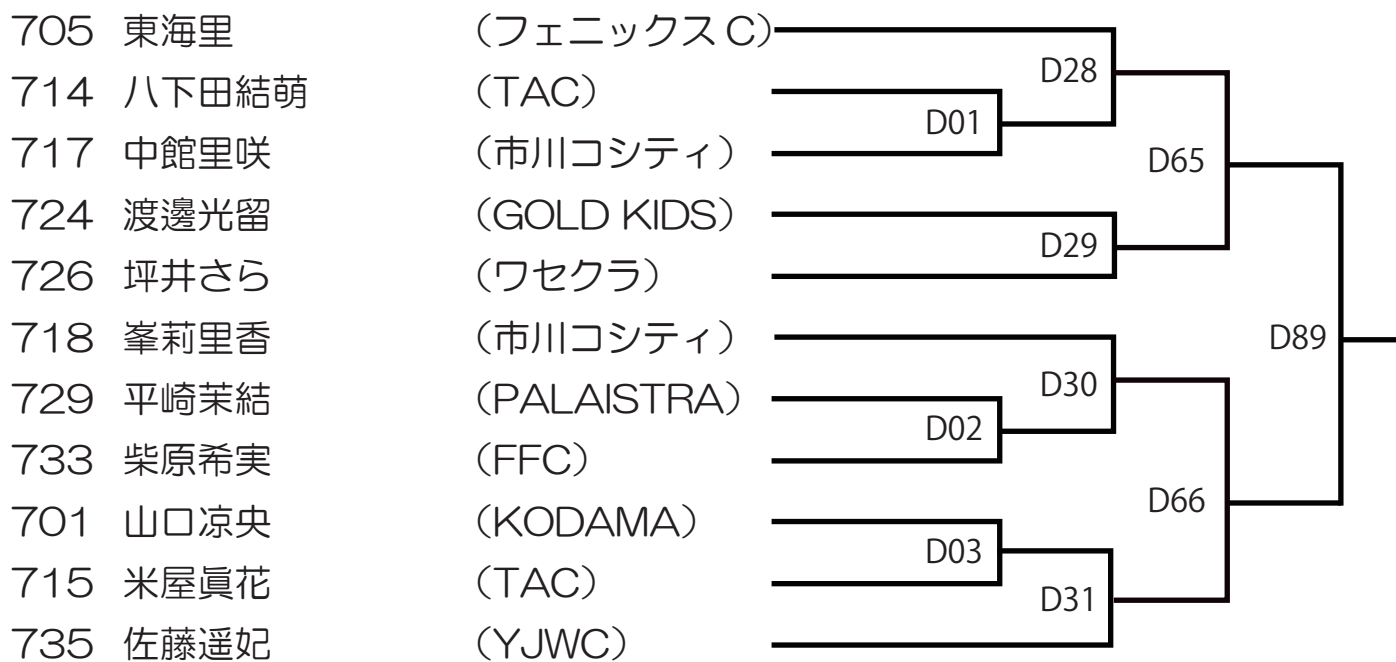 705 東海里 (フェニックスC)
D28
714 八下田結萌 (TAC)
D01
717 中館里咲 (市川コシティ)
D65
724 渡邊光留 (GOLD KIDS)
D29
726 坪井さら (ワセクラ)
718 峯莉里香 (市川コシティ)
D89
D30
729 平崎茉結 (PALAISTRA)
D02
733 柴原希実 (FFC)
D66
701 山口凉央 (KODAMA)
D03
715 米屋眞花 (TAC)
D31
735 佐藤遥妃 (YJWC)